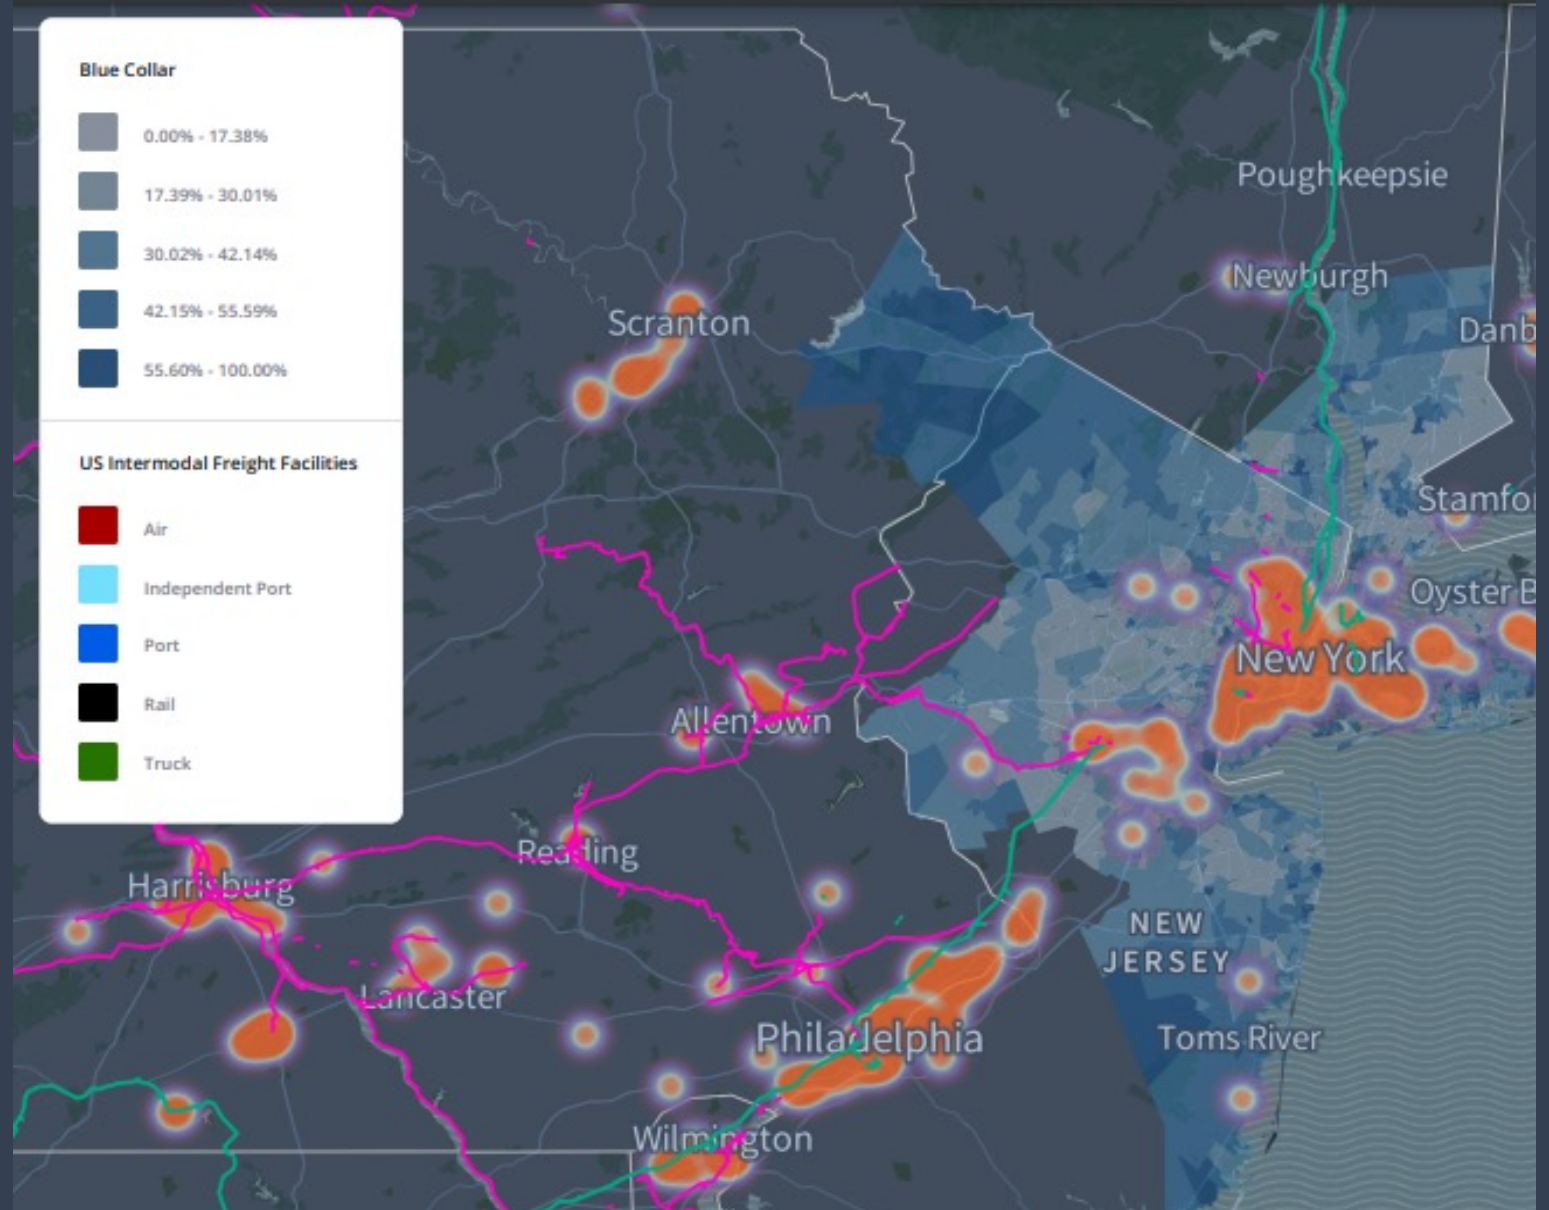 Blue Collar
0.00% - 17.38%
17.39% - 30.01%
30.02% - 42.14%
42.15% - 55.59%
55.60% - 100.00%
US Intermodal Freight Facilities
Air
Independent Port
Port
Rail
Truck
Poughkeepsie
Newburgh
Danb
Scranton
Stamfo
Oyster B
New York
Allentown
Reading
Harrisburg
NEW
JERSEY
Lancaster
Philadelphia
Toms River
Wilmington